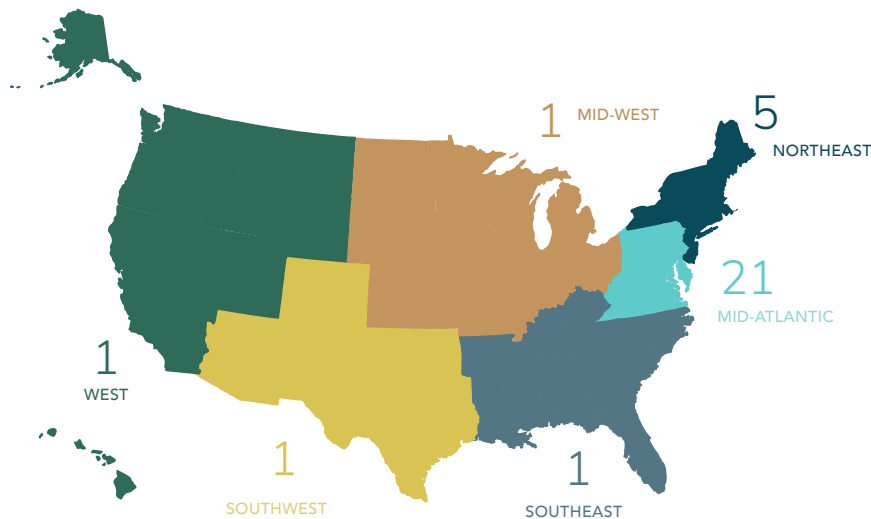 5
NORTHEAST
1
MID-WEST
21
MID-ATLANTIC
1
WEST
1
SOUTHWEST
1
SOUTHEAST